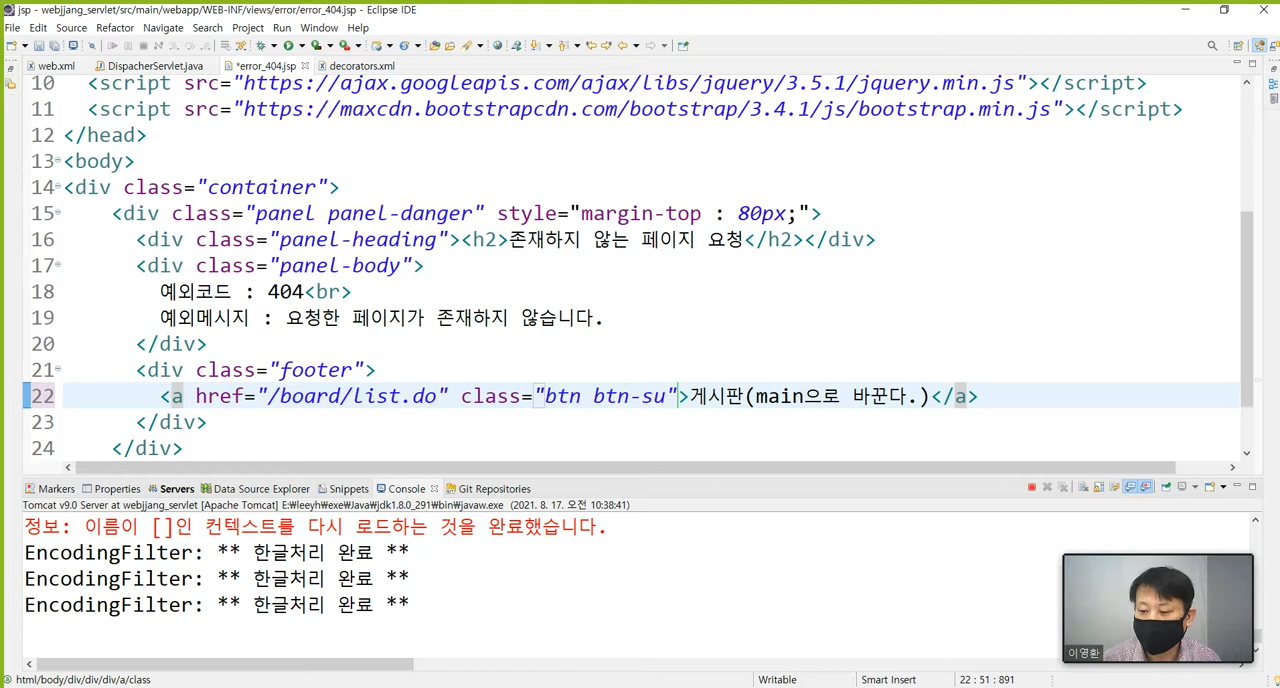 jsp - webjjang_servlet/src/main/webapp/WEB-INF/views/error/error_404.jsp - Eclipse IDE
File Edit Source Refactor Navigate Search Project Run Window Help
web.xml DispacherServlet.java *error_404.jsp decorators.xml
10 <script src="https://ajax.googleapis.com/ajax/libs/jquery/3.5.1/jquery.min.js"></script>
11 <script src="https://maxcdn.bootstrapcdn.com/bootstrap/3.4.1/js/bootstrap.min.js"></script>
12 </head>
13 <body>
14 <div class="container">
15 <div class="panel panel-danger" style="margin-top : 80px;">
16 <div class="panel-heading"><h2>존재하지 않는 페이지 요청</h2></div>
17 <div class="panel-body">
18 예외코드 : 404<br>
19 예외메시지 : 요청한 페이지가 존재하지 않습니다.
20 </div>
21 <div class="footer">
22 <a href="/board/list.do" class="btn btn-su">게시판(main으로 바꾼다.)</a>
23 </div>
24 </div>
Markers Properties Servers Data Source Explorer Snippets Console Git Repositories
Tomcat v9.0 Server at webjjang_servlet [Apache Tomcat] E:₩leeyh₩exe₩Java₩jdk1.8.0_291₩bin₩javaw.exe (2021. 8. 17. 오전 10:38:41)
정보: 이름이 []인 컨텍스트를 다시 로드하는 것을 완료했습니다.
EncodingFilter: ** 한글처리 완료 **
EncodingFilter: ** 한글처리 완료 **
EncodingFilter: ** 한글처리 완료 **
이영환
html/body/div/div/div/a/class Writable Smart Insert 22 : 51 : 891